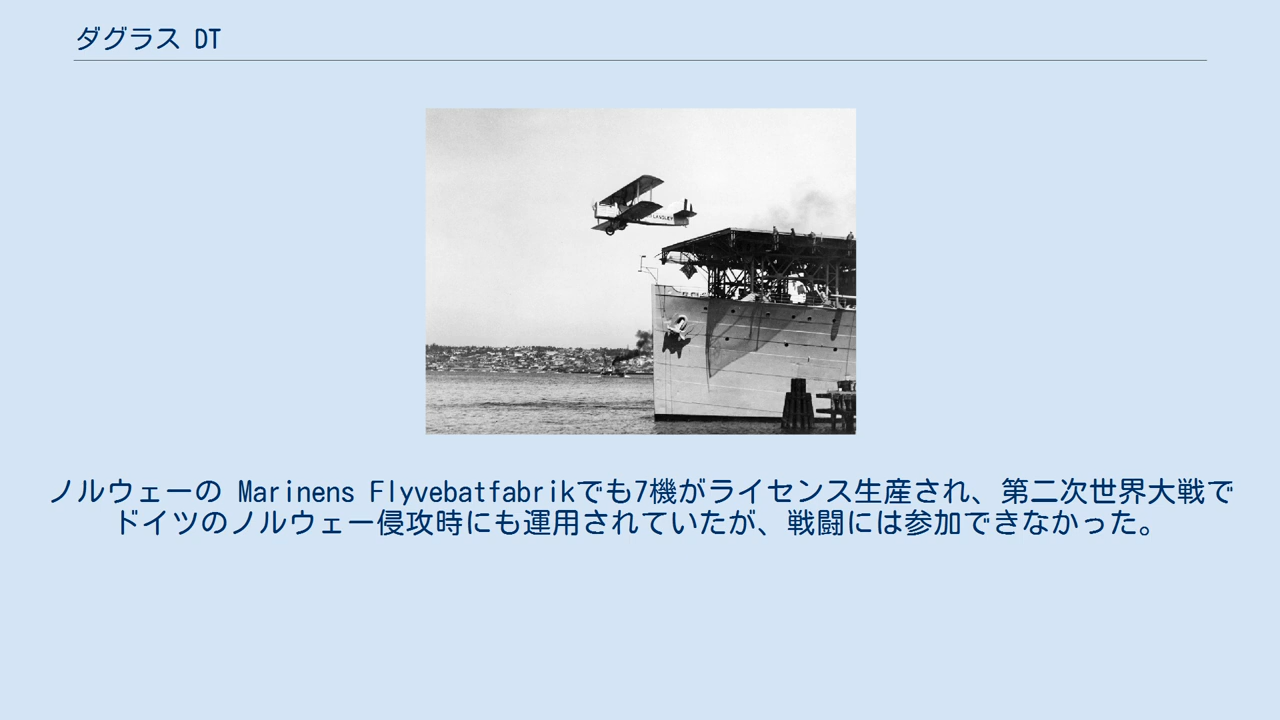 ダグラス DT
LANGLEY
ノルウェーの Marinens Flyvebatfabrikでも7機がライセンス生産され、第二次世界大戦で
ドイツのノルウェー侵攻時にも運用されていたが、戦闘には参加できなかった。